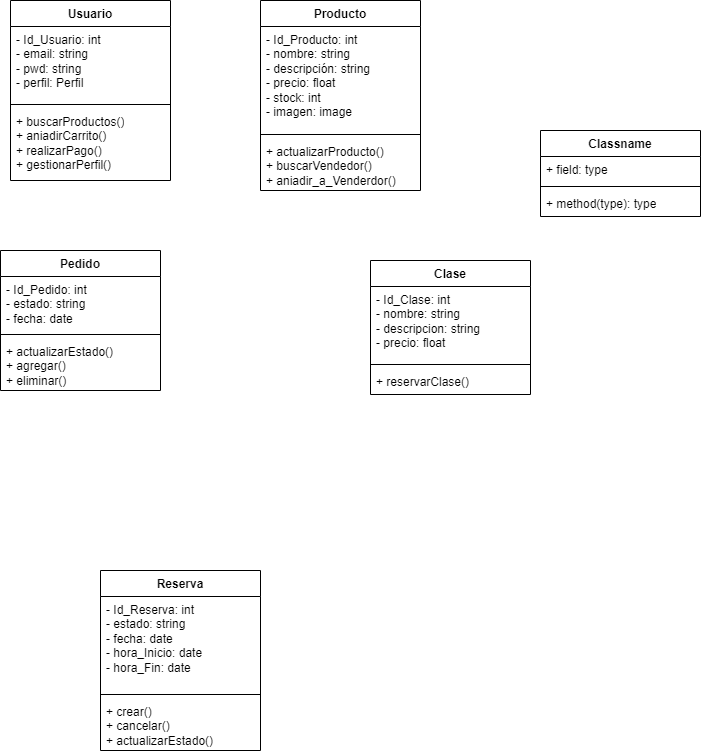 Usuario
- Id_Usuario: int
- email: string
- pwd: string
- perfil: Perfil
+ buscarProductos()
+ aniadirCarrito()
+ realizarPago()
+ gestionarPerfil()
Producto
- Id_Producto: int
- nombre: string
- descripción: string
- precio: float
- stock: int
- imagen: image
+ actualizarProducto()
+ buscarVendedor()
+ aniadir_a_Venderdor()
Classname
+ field: type
+ method(type): type
Pedido
- Id_Pedido: int
- estado: string
- fecha: date
+ actualizarEstado()
+ agregar()
+ eliminar()
Clase
- Id_Clase: int
- nombre: string
- descripcion: string
- precio: float
+ reservarClase()
Reserva
- Id_Reserva: int
- estado: string
- fecha: date
- hora_Inicio: date
- hora_Fin: date
+ crear()
+ cancelar()
+ actualizarEstado()